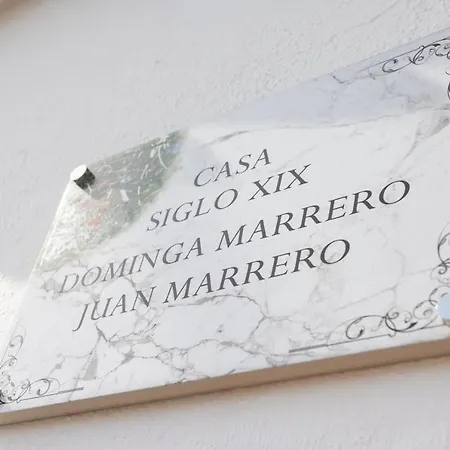 CASA
SIGLO XIX
DOMINGA MARRERO
JUAN MARRERO